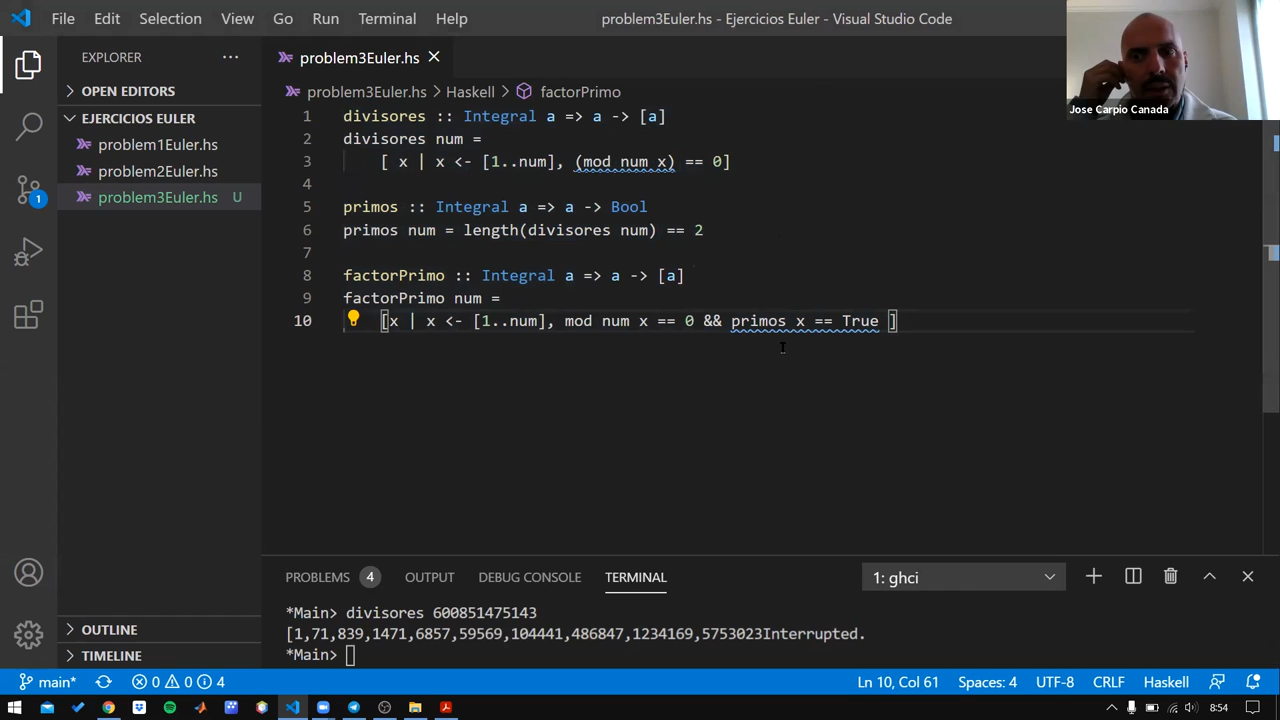 File Edit Selection View Go Run Terminal Help problem3Euler.hs - Ejercicios Euler - Visual Studio Code
Jose Carpio Canada
EXPLORER ···
OPEN EDITORS
EJERCICIOS EULER
problem1Euler.hs
problem2Euler.hs
problem3Euler.hs U
1
OUTLINE
TIMELINE
problem3Euler.hs
problem3Euler.hs > Haskell > factorPrimo
1 divisores :: Integral a => a -> [a]
2 divisores num =
3 [ x | x <- [1..num], (mod num x) == 0]
4
5 primos :: Integral a => a -> Bool
6 primos num = length(divisores num) == 2
7
8 factorPrimo :: Integral a => a -> [a]
9 factorPrimo num =
10 [x | x <- [1..num], mod num x == 0 && primos x == True ]
PROBLEMS 4 OUTPUT DEBUG CONSOLE TERMINAL 1: ghci
*Main> divisores 600851475143
[1,71,839,1471,6857,59569,104441,486847,1234169,5753023Interrupted.
*Main>
main* 0 0 4 Ln 10, Col 61 Spaces: 4 UTF-8 CRLF Haskell
8:54